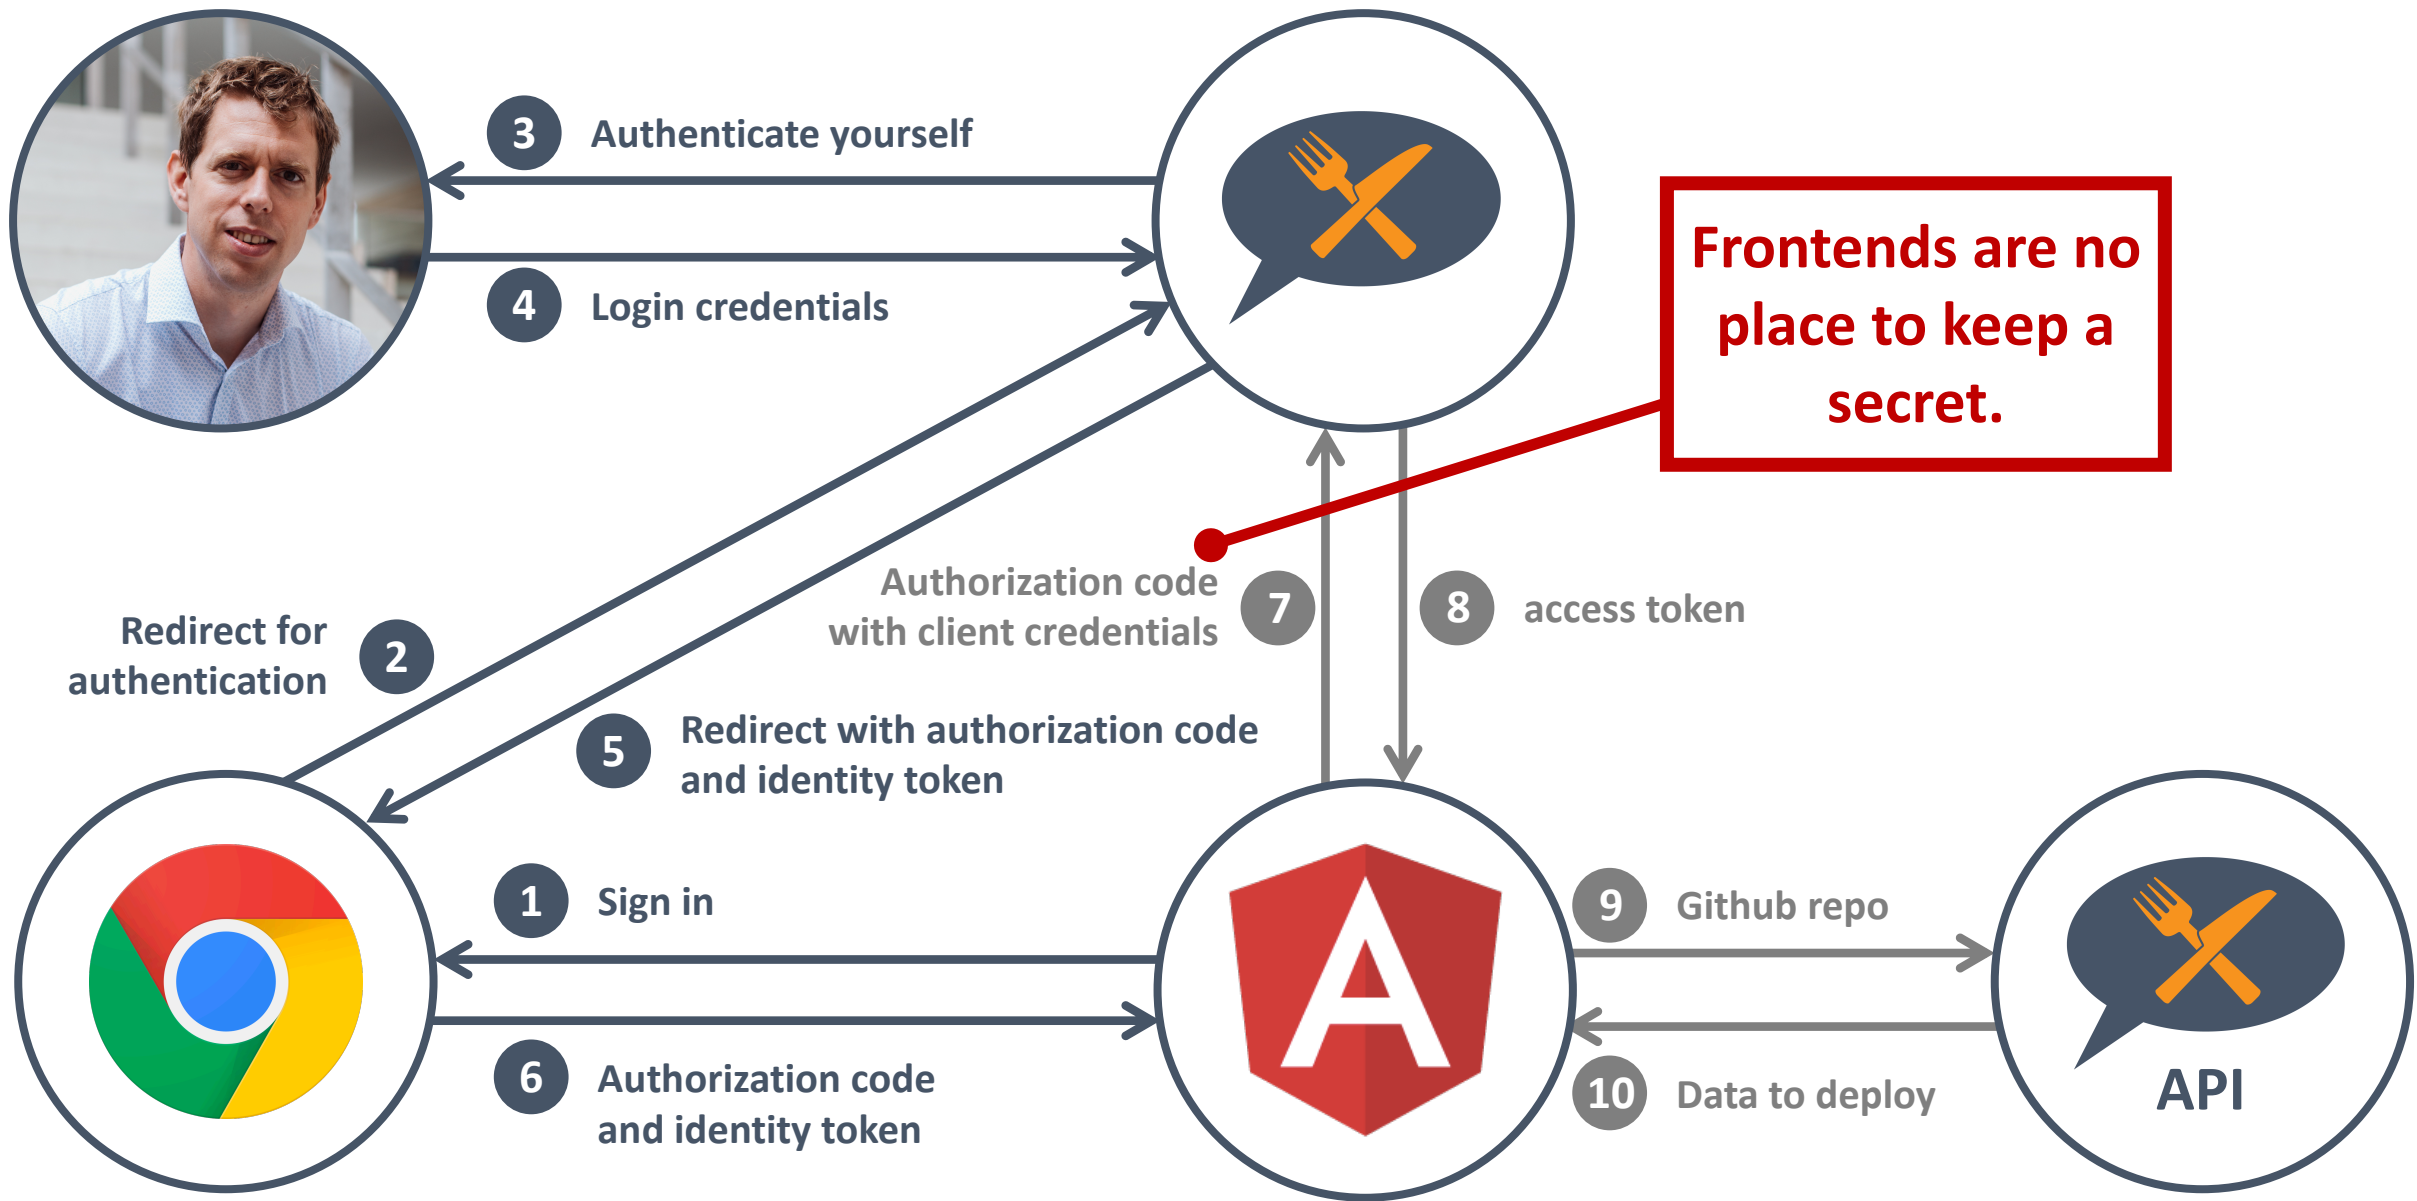 3 Authenticate yourself
4 Login credentials
Frontends are no
place to keep a
secret.
Redirect for
authentication
2
Authorization code
with client credentials
7
8 access token
5 Redirect with authorization code
and identity token
1 Sign in
6 Authorization code
and identity token
9 Github repo
10 Data to deploy
API